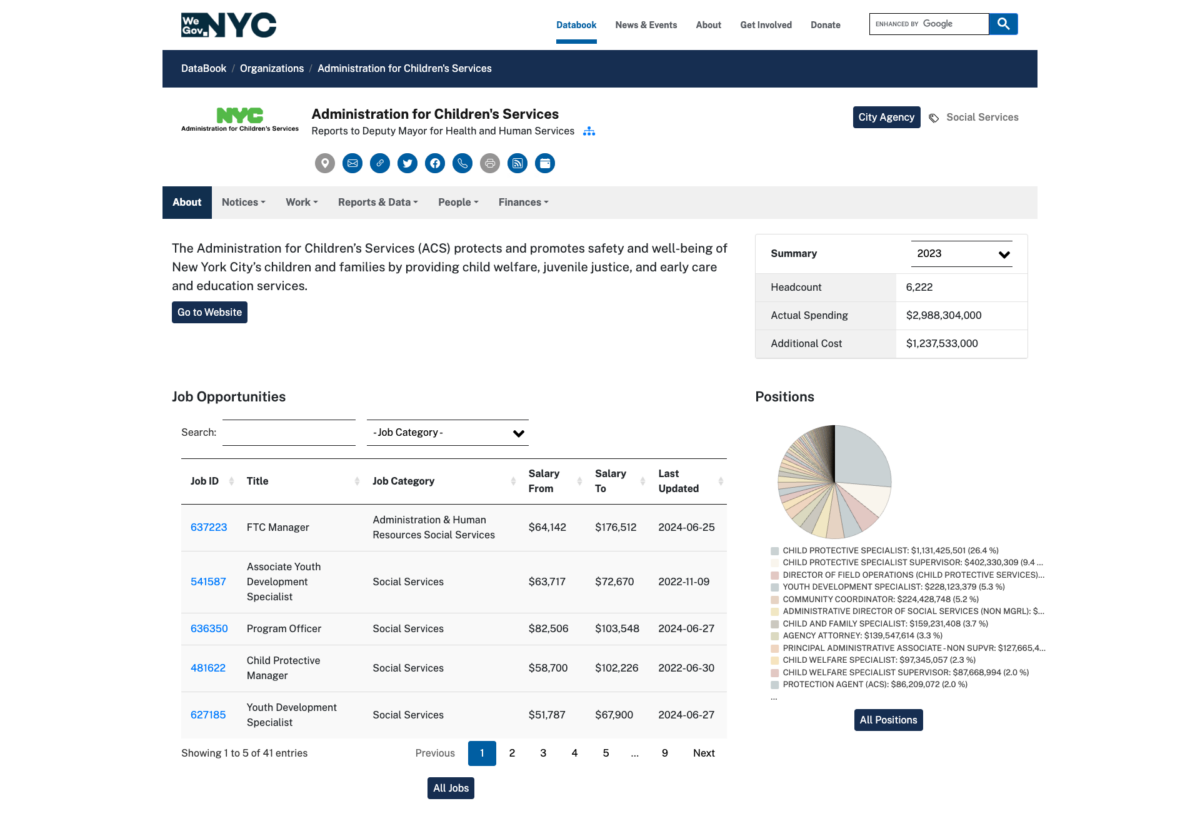 We
Gov. NYC
Databook News & Events About Get Involved Donate
ENHANCED BY Google
DataBook / Organizations / Administration for Children's Services
NYC
Administration for Children's Services
Administration for Children's Services
Reports to Deputy Mayor for Health and Human Services
City Agency Social Services
About Notices Work Reports & Data People Finances
The Administration for Children's Services (ACS) protects and promotes safety and well-being of
New York City's children and families by providing child welfare, juvenile justice, and early care
and education services.
Go to Website
Summary 2023
Headcount 6,222
Actual Spending $2,988,304,000
Additional Cost $1,237,533,000
Job Opportunities
Search: - Job Category -
Job ID Title Job Category Salary From Salary To Last Updated
637223 FTC Manager Administration & Human Resources Social Services $64,142 $176,512 2024-06-25
541587 Associate Youth Development Specialist Social Services $63,717 $72,670 2022-11-09
636350 Program Officer Social Services $82,506 $103,548 2024-06-27
481622 Child Protective Manager Social Services $58,700 $102,226 2022-06-30
627185 Youth Development Specialist Social Services $51,787 $67,900 2024-06-27
Showing 1 to 5 of 41 entries
Previous 1 2 3 4 5 ... 9 Next
All Jobs
Positions
CHILD PROTECTIVE SPECIALIST: $1,131,425,501 (26.4 %)
CHILD PROTECTIVE SPECIALIST SUPERVISOR: $402,330,309 (9.4 ...
DIRECTOR OF FIELD OPERATIONS (CHILD PROTECTIVE SERVICES)...
YOUTH DEVELOPMENT SPECIALIST: $228,123,379 (5.3 %)
COMMUNITY COORDINATOR: $224,428,748 (5.2 %)
ADMINISTRATIVE DIRECTOR OF SOCIAL SERVICES (NON MGRL): $...
CHILD AND FAMILY SPECIALIST: $159,231,408 (3.7 %)
AGENCY ATTORNEY: $139,547,614 (3.3 %)
PRINCIPAL ADMINISTRATIVE ASSOCIATE - NON SUPVR: $127,665,4...
CHILD WELFARE SPECIALIST: $97,345,057 (2.3 %)
CHILD WELFARE SPECIALIST SUPERVISOR: $87,668,994 (2.0 %)
PROTECTION AGENT (ACS): $86,209,072 (2.0 %)
...
All Positions